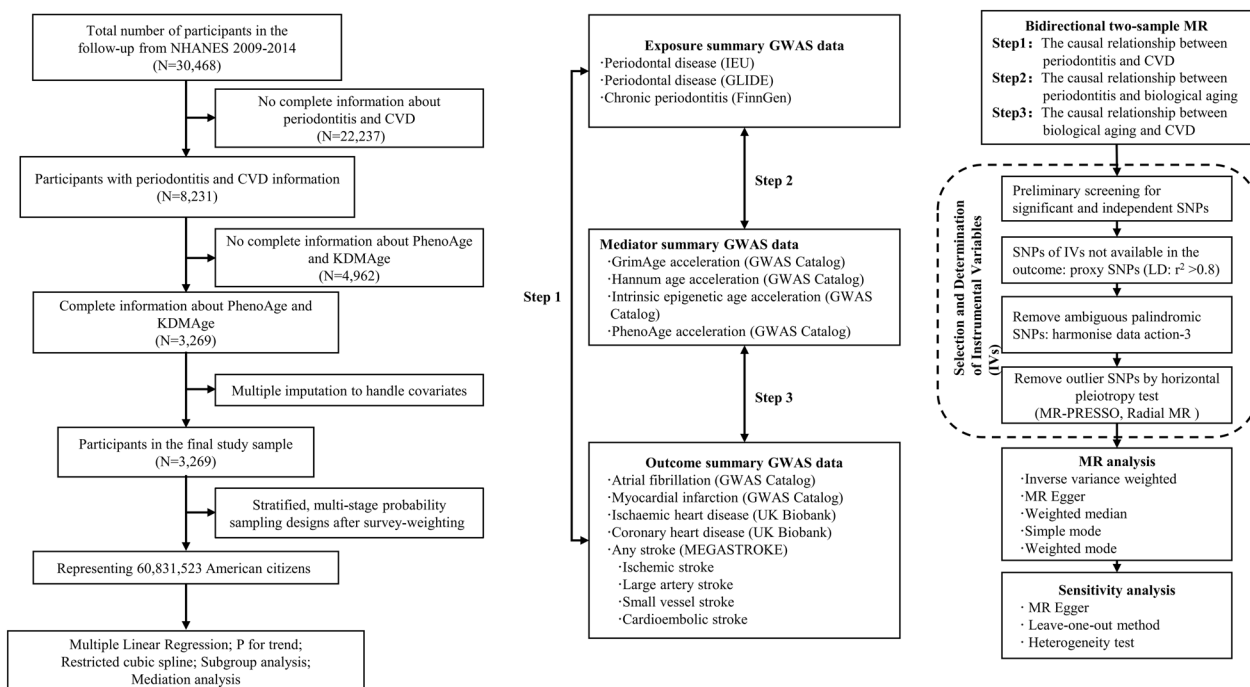 Total number of participants in
the follow-up from NHANES 2009-2014
(N=30,468)
No complete information about
periodontitis and CVD
(N=22,237)
Participants with periodontitis and CVD information
(N=8,231)
No complete information about PhenoAge
and KDMAge
(N=4,962)
Complete information about PhenoAge and
KDMAge
(N=3,269)
Multiple imputation to handle covariates
Participants in the final study sample
(N=3,269)
Stratified, multi-stage probability
sampling designs after survey-weighting
Representing 60,831,523 American citizens
Multiple Linear Regression; P for trend;
Restricted cubic spline; Subgroup analysis;
Mediation analysis
Exposure summary GWAS data
·Periodontal disease (IEU)
·Periodontal disease (GLIDE)
·Chronic periodontitis (FinnGen)
Step 2
Step 1
Mediator summary GWAS data
·GrimAge acceleration (GWAS Catalog)
·Hannum age acceleration (GWAS Catalog)
·Intrinsic epigenetic age acceleration (GWAS
Catalog)
·PhenoAge acceleration (GWAS Catalog)
Step 3
Outcome summary GWAS data
·Atrial fibrillation (GWAS Catalog)
·Myocardial infarction (GWAS Catalog)
·Ischaemic heart disease (UK Biobank)
·Coronary heart disease (UK Biobank)
·Any stroke (MEGASTROKE)
·Ischemic stroke
·Large artery stroke
·Small vessel stroke
·Cardioembolic stroke
Bidirectional two-sample MR
Step1: The causal relationship between
periodontitis and CVD
Step2: The causal relationship between
periodontitis and biological aging
Step3: The causal relationship between
biological aging and CVD
Selection and Determination
of Instrumental Variables
(IVs)
Preliminary screening for
significant and independent SNPs
SNPs of IVs not available in the
outcome: proxy SNPs (LD: r² >0.8)
Remove ambiguous palindromic
SNPs: harmonise data action-3
Remove outlier SNPs by horizontal
pleiotropy test
(MR-PRESSO, Radial MR )
MR analysis
·Inverse variance weighted
·MR Egger
·Weighted median
·Simple mode
·Weighted mode
Sensitivity analysis
· MR Egger
· Leave-one-out method
· Heterogeneity test